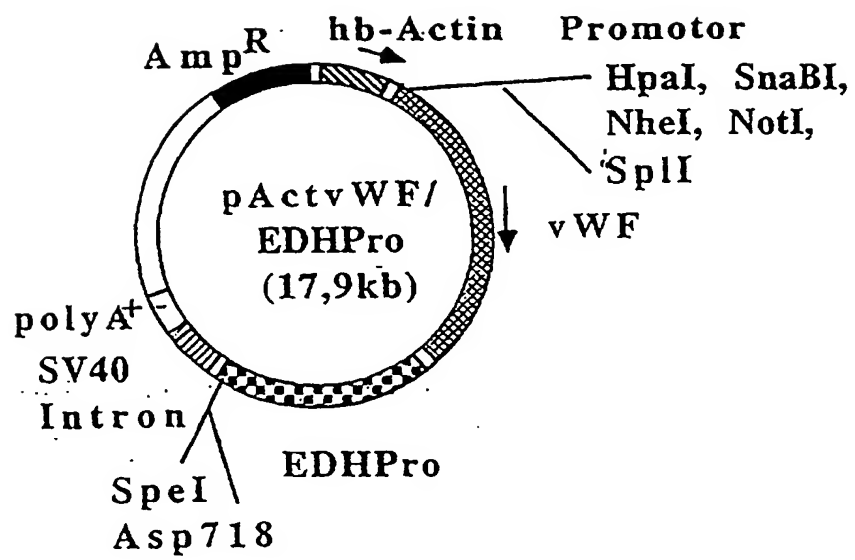 hb-Actin Promotor
AmpR
HpaI, SnaBI,
NheI, NotI,
SplI
pActvWF/
EDHPro
(17,9kb)
vWF
polyA+
SV40
Intron
EDHPro
SpeI
Asp718